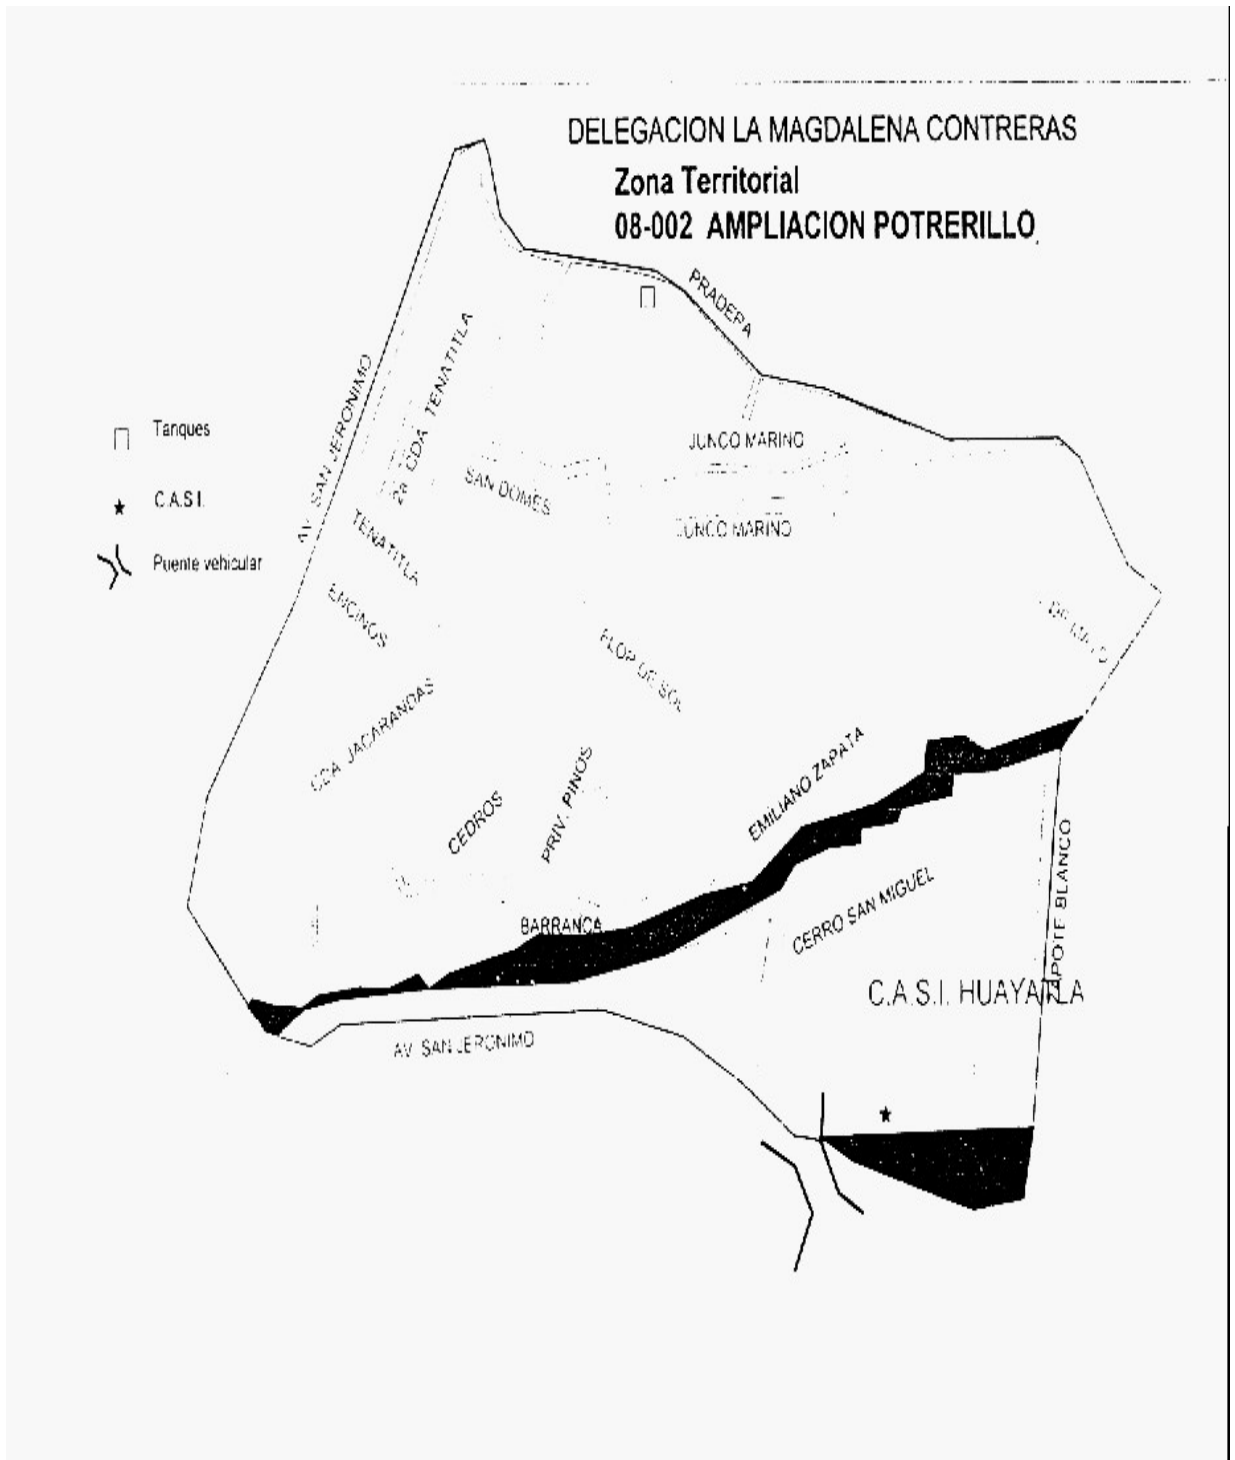 DELEGACION LA MAGDALENA CONTRERAS
Zona Territorial
08-002 AMPLIACION POTRERILLO
PRADERA
AV. SAN JERONIMO
2a CDA TENATITLA
Tanques
C.A.S.I.
Puente vehicular
JUNCO MARINO
SAN DOMES
JUNCO MARINO
TENATITLA
ENCINOS
FLOR DE SOL
CDA. JACARANDAS
EMILIANO ZAPATA
PRIV. PINOS
CEDROS
ZAPOTE BLANCO
CERRO SAN MIGUEL
BARRANCA
C.A.S.I. HUAYATLA
AV. SAN JERONIMO